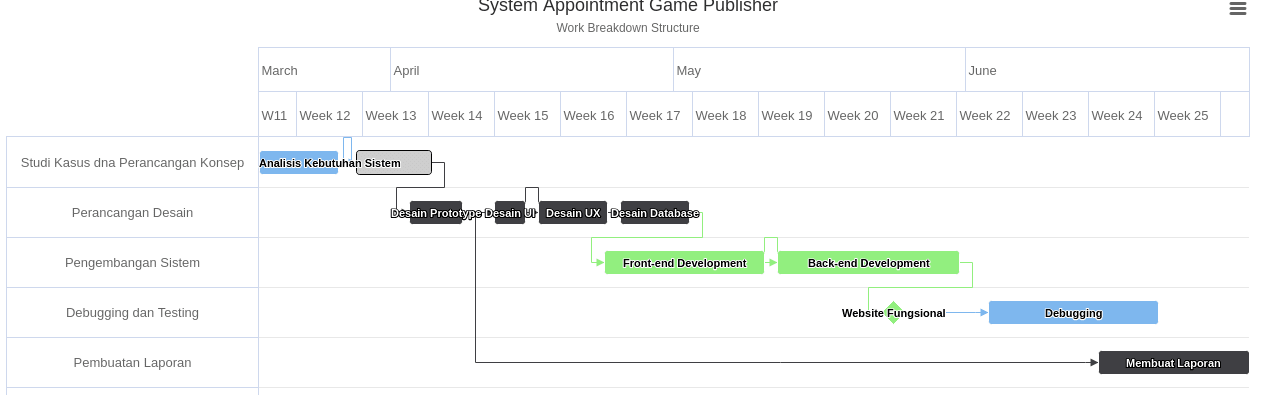 System Appointment Game Publisher
Work Breakdown Structure
March April May June
W11 Week 12 Week 13 Week 14 Week 15 Week 16 Week 17 Week 18 Week 19 Week 20 Week 21 Week 22 Week 23 Week 24 Week 25
Studi Kasus dna Perancangan Konsep Analisis Kebutuhan Sistem
Perancangan Desain Desain Prototype Desain UI Desain UX Desain Database
Pengembangan Sistem Front-end Development Back-end Development
Debugging dan Testing Website Fungsional Debugging
Pembuatan Laporan Membuat Laporan